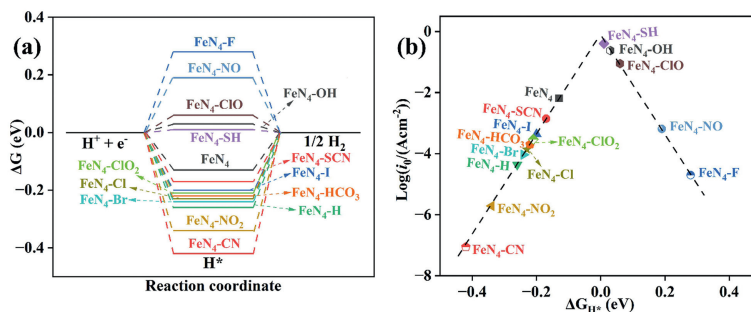 (a)
ΔG (eV)
0.4
0.2
0.0
−0.2
−0.4
FeN₄-F
FeN₄-NO
FeN₄-ClO
FeN₄-OH
FeN₄-SH
H⁺ + e⁻
1/2 H₂
FeN₄
FeN₄-SCN
FeN₄-ClO₂
FeN₄-I
FeN₄-Cl
FeN₄-HCO₃
FeN₄-Br
FeN₄-H
FeN₄-NO₂
FeN₄-CN
H*
Reaction coordinate
(b)
Log(i₀/(Acm⁻²)
0
−2
−4
−6
−8
FeN₄-SH
FeN₄-OH
FeN₄-ClO
FeN₄
FeN₄-SCN
FeN₄-I
FeN₄-HCO₃
FeN₄-ClO₂
FeN₄-NO
FeN₄-Br
FeN₄-H
FeN₄-Cl
FeN₄-F
FeN₄-NO₂
FeN₄-CN
−0.4 −0.2 0.0 0.2 0.4
ΔG_H* (eV)